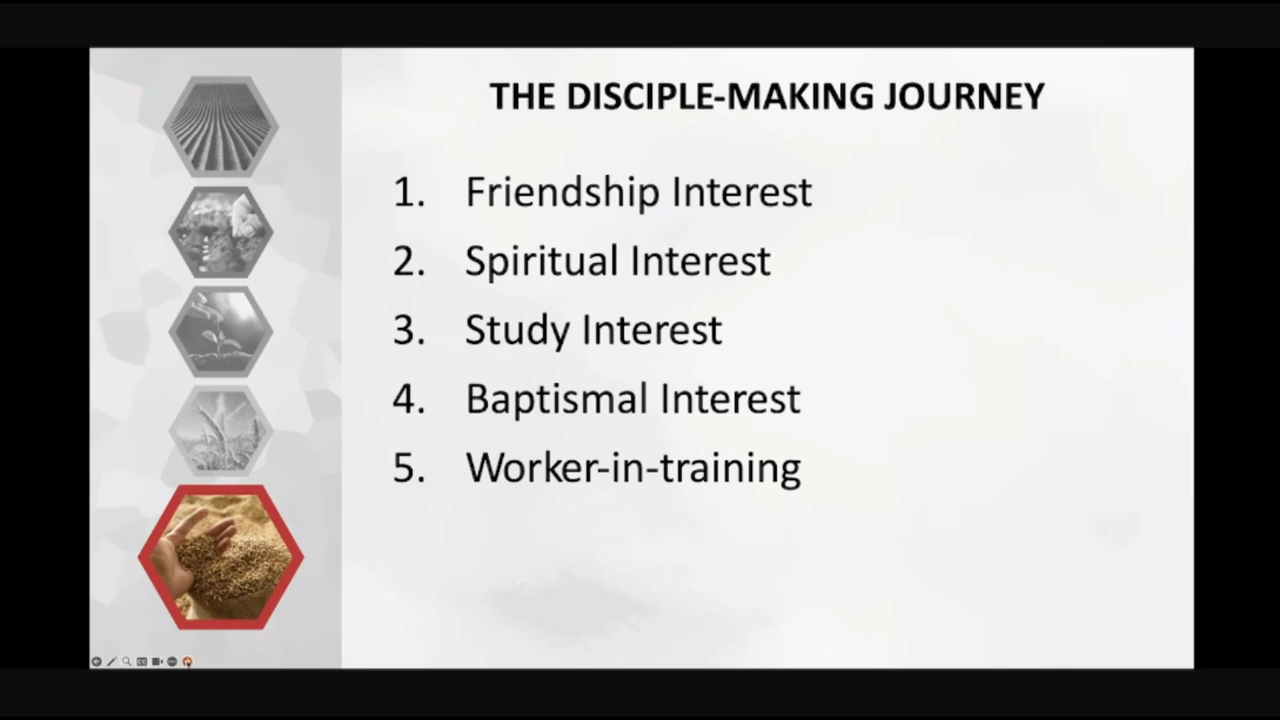 THE DISCIPLE-MAKING JOURNEY
1. Friendship Interest
2. Spiritual Interest
3. Study Interest
4. Baptismal Interest
5. Worker-in-training